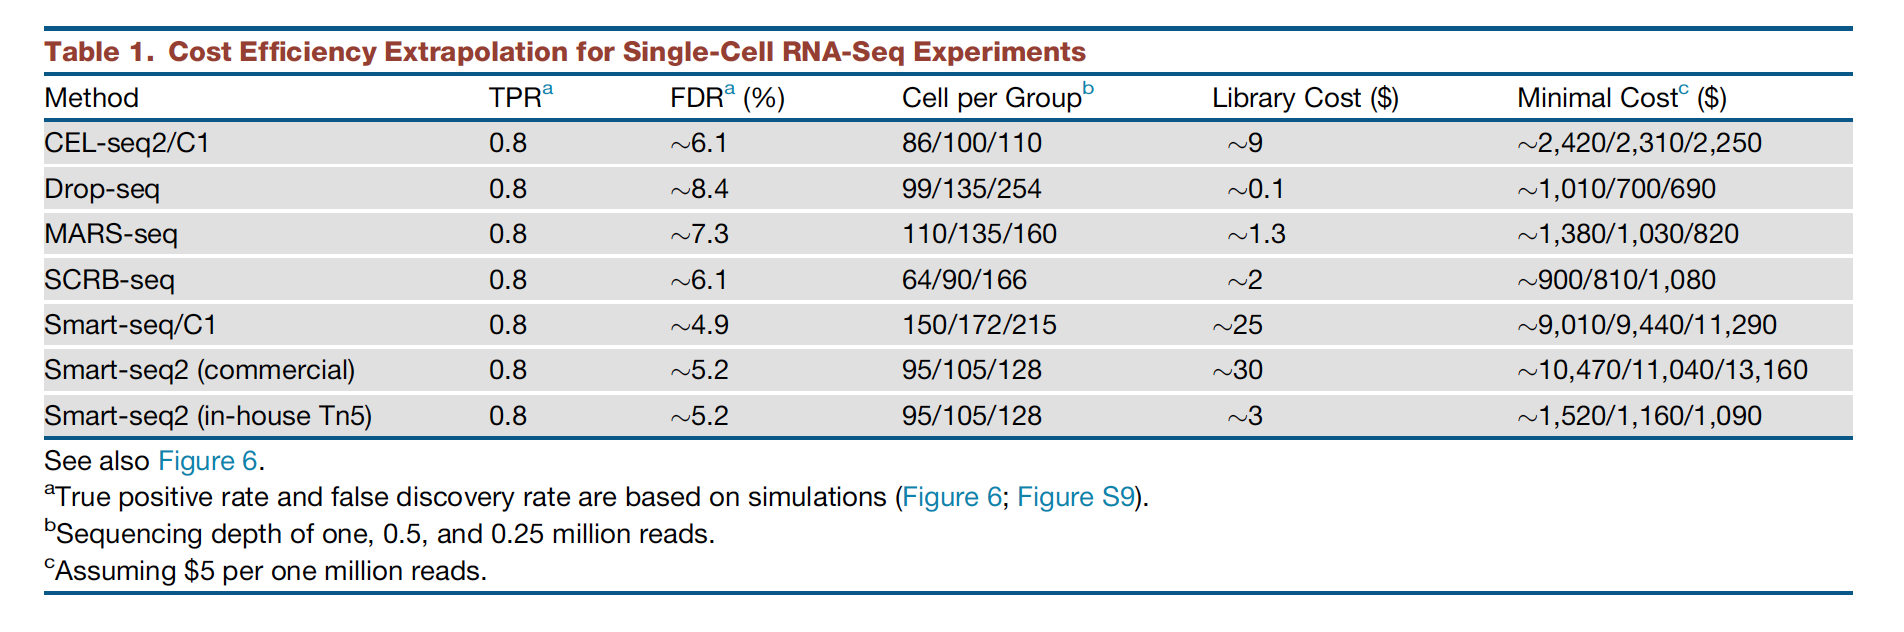 Table 1. Cost Efficiency Extrapolation for Single-Cell RNA-Seq Experiments
Method TPRa FDRa (%) Cell per Groupb Library Cost ($) Minimal Costc ($)
CEL-seq2/C1 0.8 ~6.1 86/100/110 ~9 ~2,420/2,310/2,250
Drop-seq 0.8 ~8.4 99/135/254 ~0.1 ~1,010/700/690
MARS-seq 0.8 ~7.3 110/135/160 ~1.3 ~1,380/1,030/820
SCRB-seq 0.8 ~6.1 64/90/166 ~2 ~900/810/1,080
Smart-seq/C1 0.8 ~4.9 150/172/215 ~25 ~9,010/9,440/11,290
Smart-seq2 (commercial) 0.8 ~5.2 95/105/128 ~30 ~10,470/11,040/13,160
Smart-seq2 (in-house Tn5) 0.8 ~5.2 95/105/128 ~3 ~1,520/1,160/1,090
See also Figure 6.
aTrue positive rate and false discovery rate are based on simulations (Figure 6; Figure S9).
bSequencing depth of one, 0.5, and 0.25 million reads.
cAssuming $5 per one million reads.